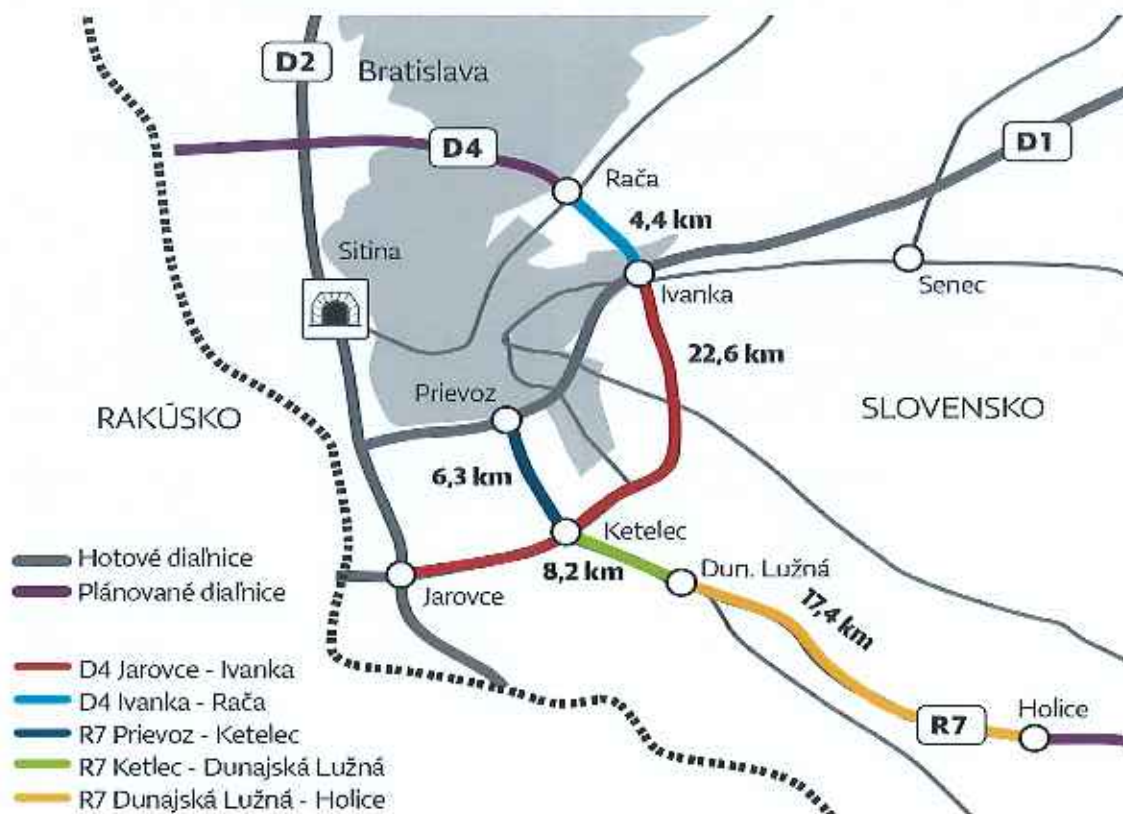 D2
Bratislava
D4
D1
Rača
4,4 km
Sitina
Ivanka
Senec
22,6 km
Prievoz
RAKÚSKO
SLOVENSKO
6,3 km
Ketelec
Hotové diaľnice
8,2 km
Dun. Lužná
Plánované diaľnice
Jarovce
17,4 km
D4 Jarovce - Ivanka
D4 Ivanka - Rača
R7 Prievoz - Ketelec
R7
Holice
R7 Ketlec - Dunajská Lužná
R7 Dunajská Lužná - Holice